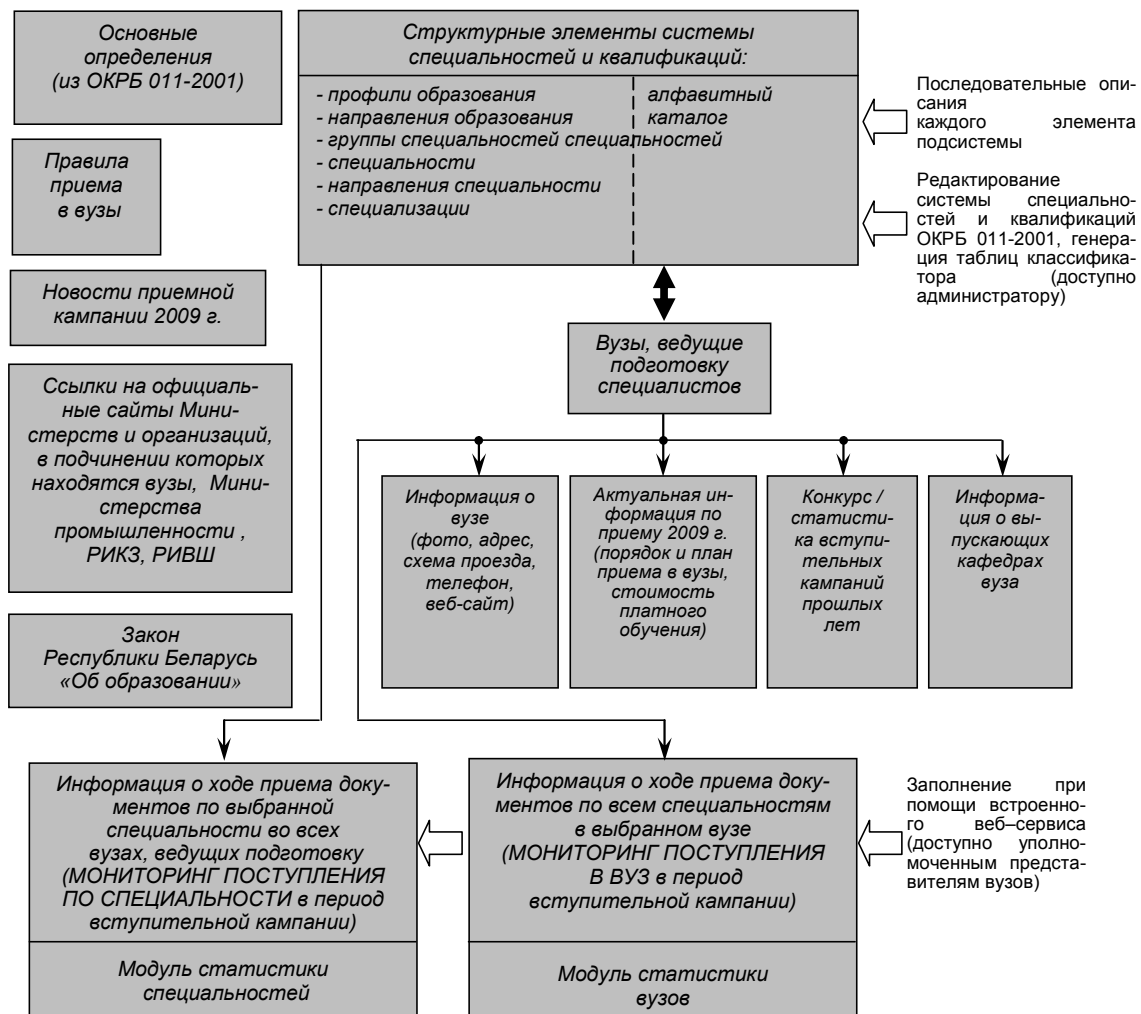 Основные
определения
(из ОКРБ 011-2001)
Правила
приема
в вузы
Новости приемной
кампании 2009 г.
Ссылки на официаль-
ные сайты Мини-
стерств и организаций,
в подчинении которых
находятся вузы, Мини-
стерства
промышленности ,
РИКЗ, РИВШ
Закон
Республики Беларусь
«Об образовании»
Структурные элементы системы
специальностей и квалификаций:
- профили образования
- направления образования
- группы специальностей специальностей
- специальности
- направления специальности
- специализации
алфавитный
каталог
Последовательные опи-
сания
каждого элемента
подсистемы
Редактирование
системы специально-
стей и квалификаций
ОКРБ 011-2001, генера-
ция таблиц классифика-
тора (доступно
администратору)
Вузы, ведущие
подготовку
специалистов
Информация о
вузе
(фото, адрес,
схема проезда,
телефон,
веб-сайт)
Актуальная ин-
формация по
приему 2009 г.
(порядок и план
приема в вузы,
стоимость
платного
обучения)
Конкурс /
статисти-
ка вступи-
тельных
кампаний
прошлых
лет
Информа-
ция о вы-
пускающих
кафедрах
вуза
Информация о ходе приема доку-
ментов по выбранной
специальности во всех
вузах, ведущих подготовку
(МОНИТОРИНГ ПОСТУПЛЕНИЯ
ПО СПЕЦИАЛЬНОСТИ в период
вступительной кампании)
Модуль статистики
специальностей
Информация о ходе приема доку-
ментов по всем специальностям
в выбранном вузе
(МОНИТОРИНГ ПОСТУПЛЕНИЯ
В ВУЗ в период
вступительной кампании)
Модуль статистики
вузов
Заполнение при
помощи встроенно-
го веб–сервиса
(доступно уполно-
моченным предста-
вителям вузов)